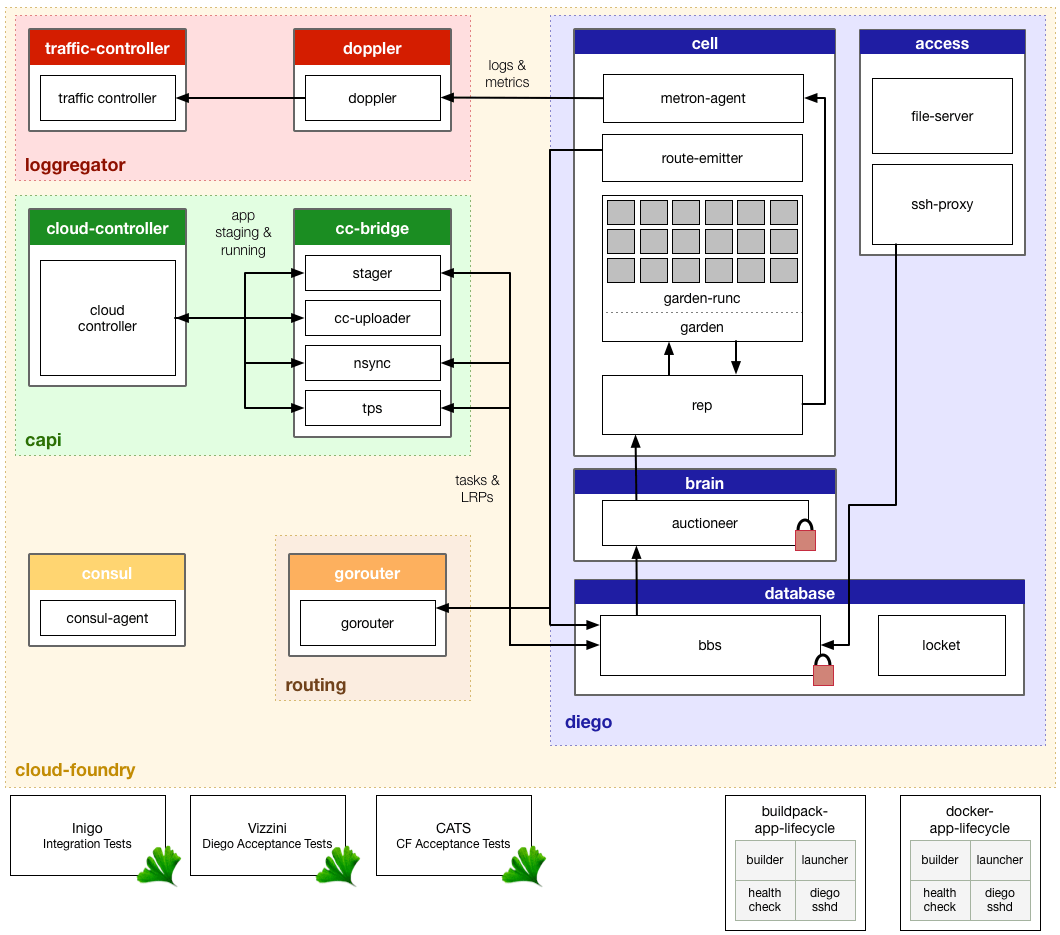 traffic-controller
traffic controller
doppler
doppler
loggregator
logs &
metrics
cell
metron-agent
route-emitter
garden-runc
garden
rep
access
file-server
ssh-proxy
cloud-controller
cloud
controller
app
staging &
running
cc-bridge
stager
cc-uploader
nsync
tps
capi
tasks &
LRPs
brain
auctioneer
consul
consul-agent
gorouter
gorouter
routing
database
bbs
locket
diego
cloud-foundry
Inigo
Integration Tests
Vizzini
Diego Acceptance Tests
CATS
CF Acceptance Tests
buildpack-
app-lifecycle
builder
launcher
health
check
diego
sshd
docker-
app-lifecycle
builder
launcher
health
check
diego
sshd